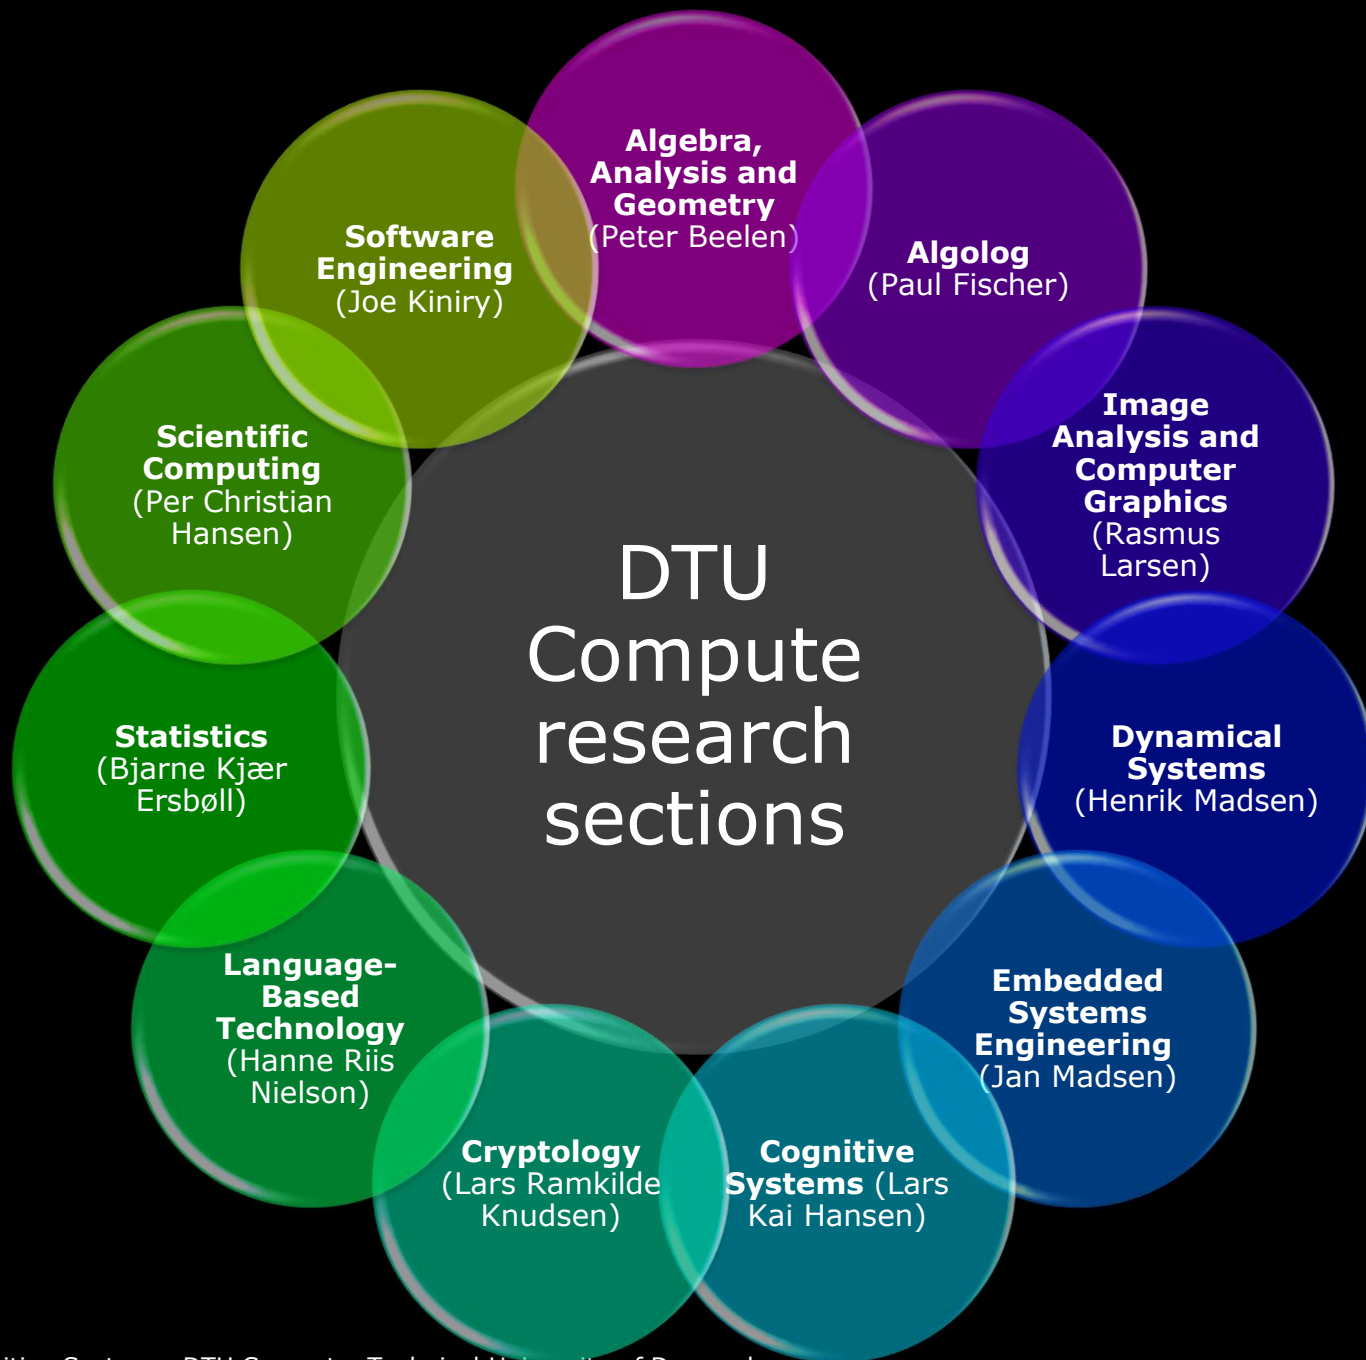 Algebra,
Analysis and
Geometry
(Peter Beelen)
Algolog
(Paul Fischer)
Image
Analysis and
Computer
Graphics
(Rasmus
Larsen)
Dynamical
Systems
(Henrik Madsen)
Embedded
Systems
Engineering
(Jan Madsen)
Cognitive
Systems (Lars
Kai Hansen)
Cryptology
(Lars Ramkilde
Knudsen)
Language-
Based
Technology
(Hanne Riis
Nielson)
Statistics
(Bjarne Kjær
Ersbøll)
Scientific
Computing
(Per Christian
Hansen)
Software
Engineering
(Joe Kiniry)
DTU
Compute
research
sections